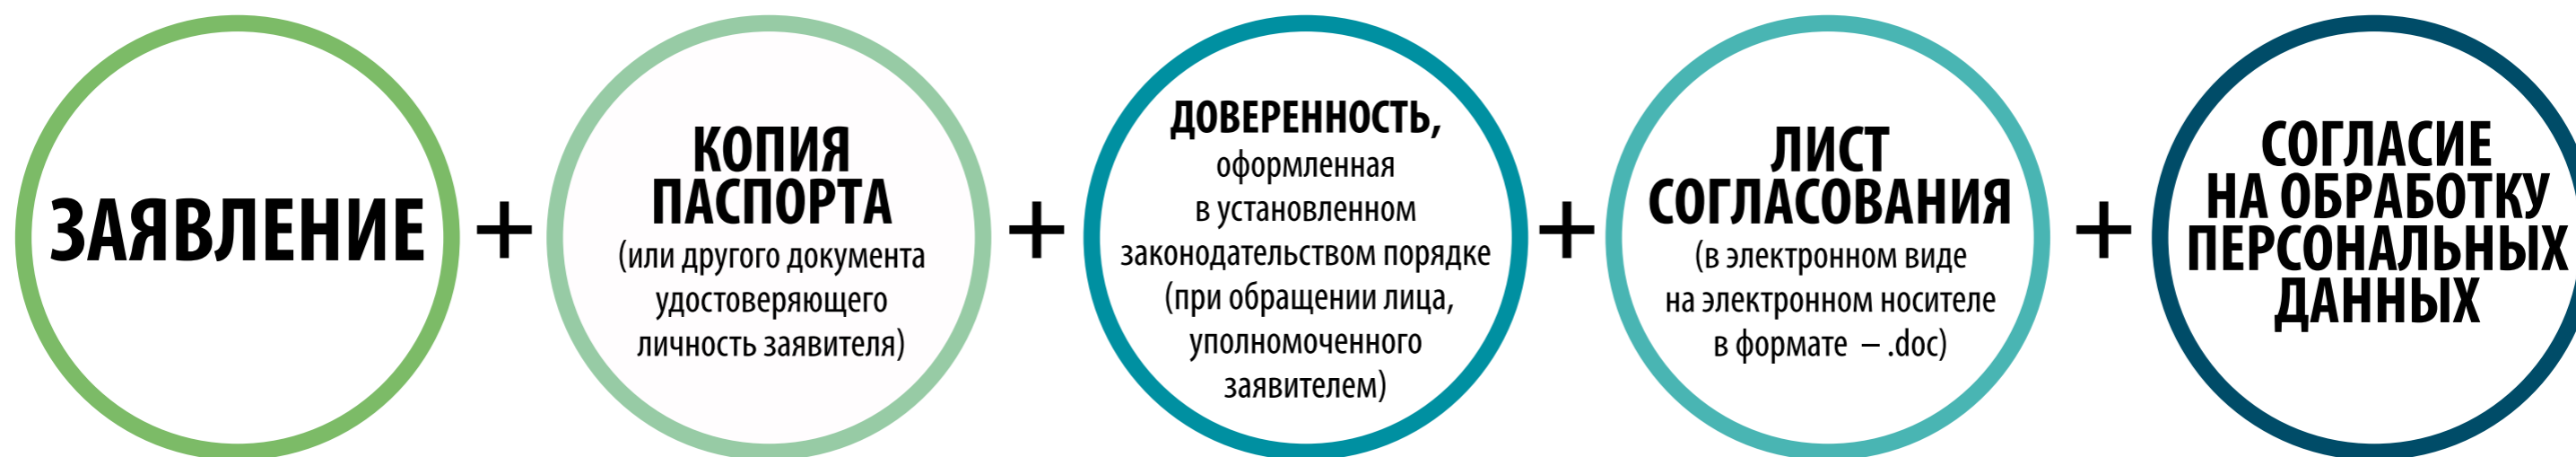 ЗАЯВЛЕНИЕ
+
КОПИЯ
ПАСПОРТА
(или другого документа
удостоверяющего
личность заявителя)
+
ДОВЕРЕННОСТЬ,
оформленная
в установленном
законодательством порядке
(при обращении лица,
уполномоченного
заявителем)
+
ЛИСТ
СОГЛАСОВАНИЯ
(в электронном виде
на электронном носителе
в формате – .doc)
+
СОГЛАСИЕ
НА ОБРАБОТКУ
ПЕРСОНАЛЬНЫХ
ДАННЫХ